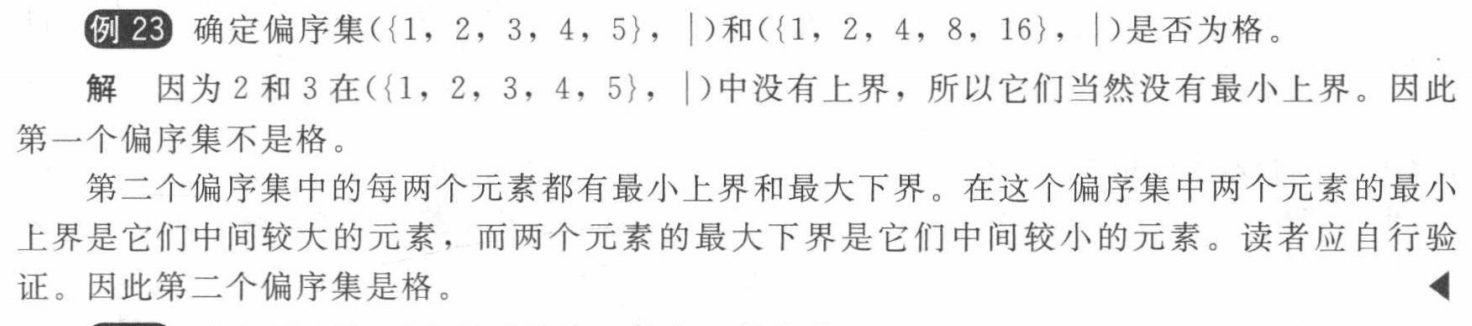 例 23 确定偏序集({1，2，3，4，5}，|)和({1，2，4，8，16}，|)是否为格。
解 因为 2 和 3 在({1，2，3，4，5}，|)中没有上界，所以它们当然没有最小上界。因此
第一个偏序集不是格。
第二个偏序集中的每两个元素都有最小上界和最大下界。在这个偏序集中两个元素的最小
上界是它们中间较大的元素，而两个元素的最大下界是它们中间较小的元素。读者应自行验
证。因此第二个偏序集是格。 ◀